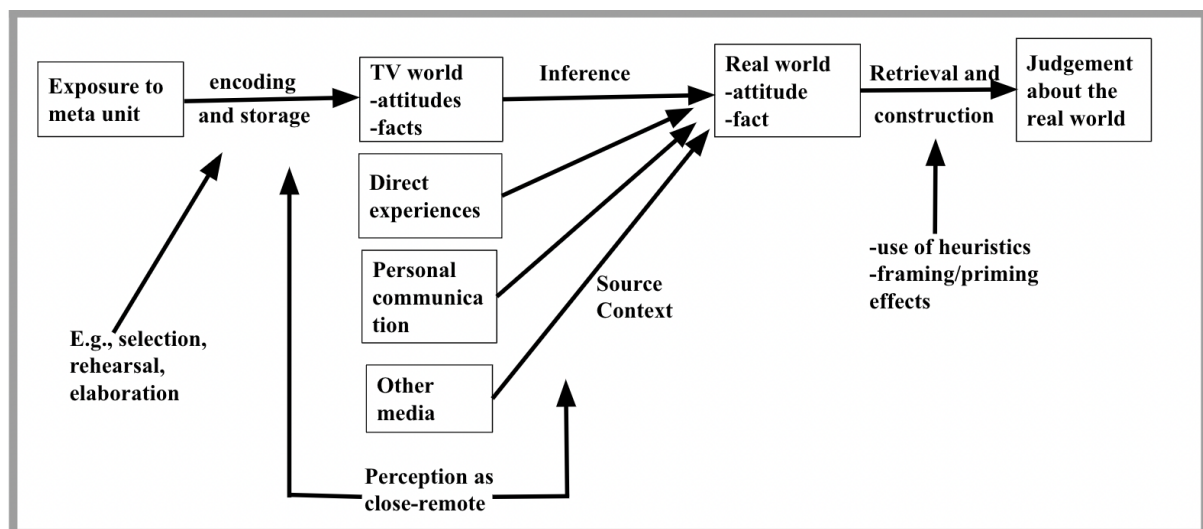 Exposure to
meta unit
encoding
and storage
TV world
-attitudes
-facts
Inference
Real world
-attitude
-fact
Retrieval and
construction
Judgement
about the
real world
Direct
experiences
Personal
communica
tion
Other
media
Source
Context
-use of heuristics
-framing/priming
effects
E.g., selection,
rehearsal,
elaboration
Perception as
close-remote